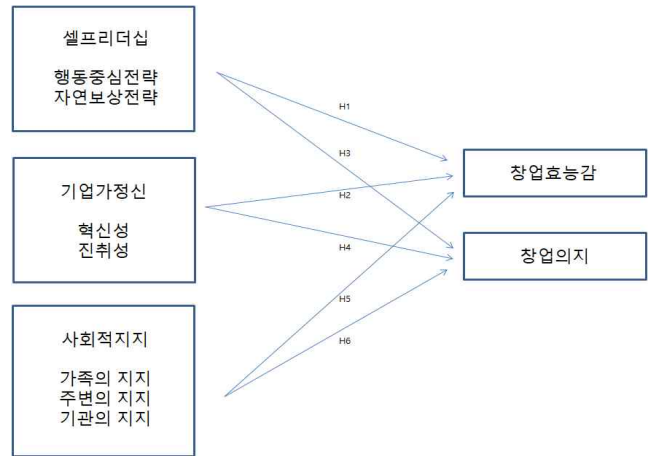 셀프리더십
행동중심전략
자연보상전략
기업가정신
혁신성
진취성
사회적지지
가족의 지지
주변의 지지
기관의 지지
H1
H3
H2
H4
H5
H6
창업효능감
창업의지